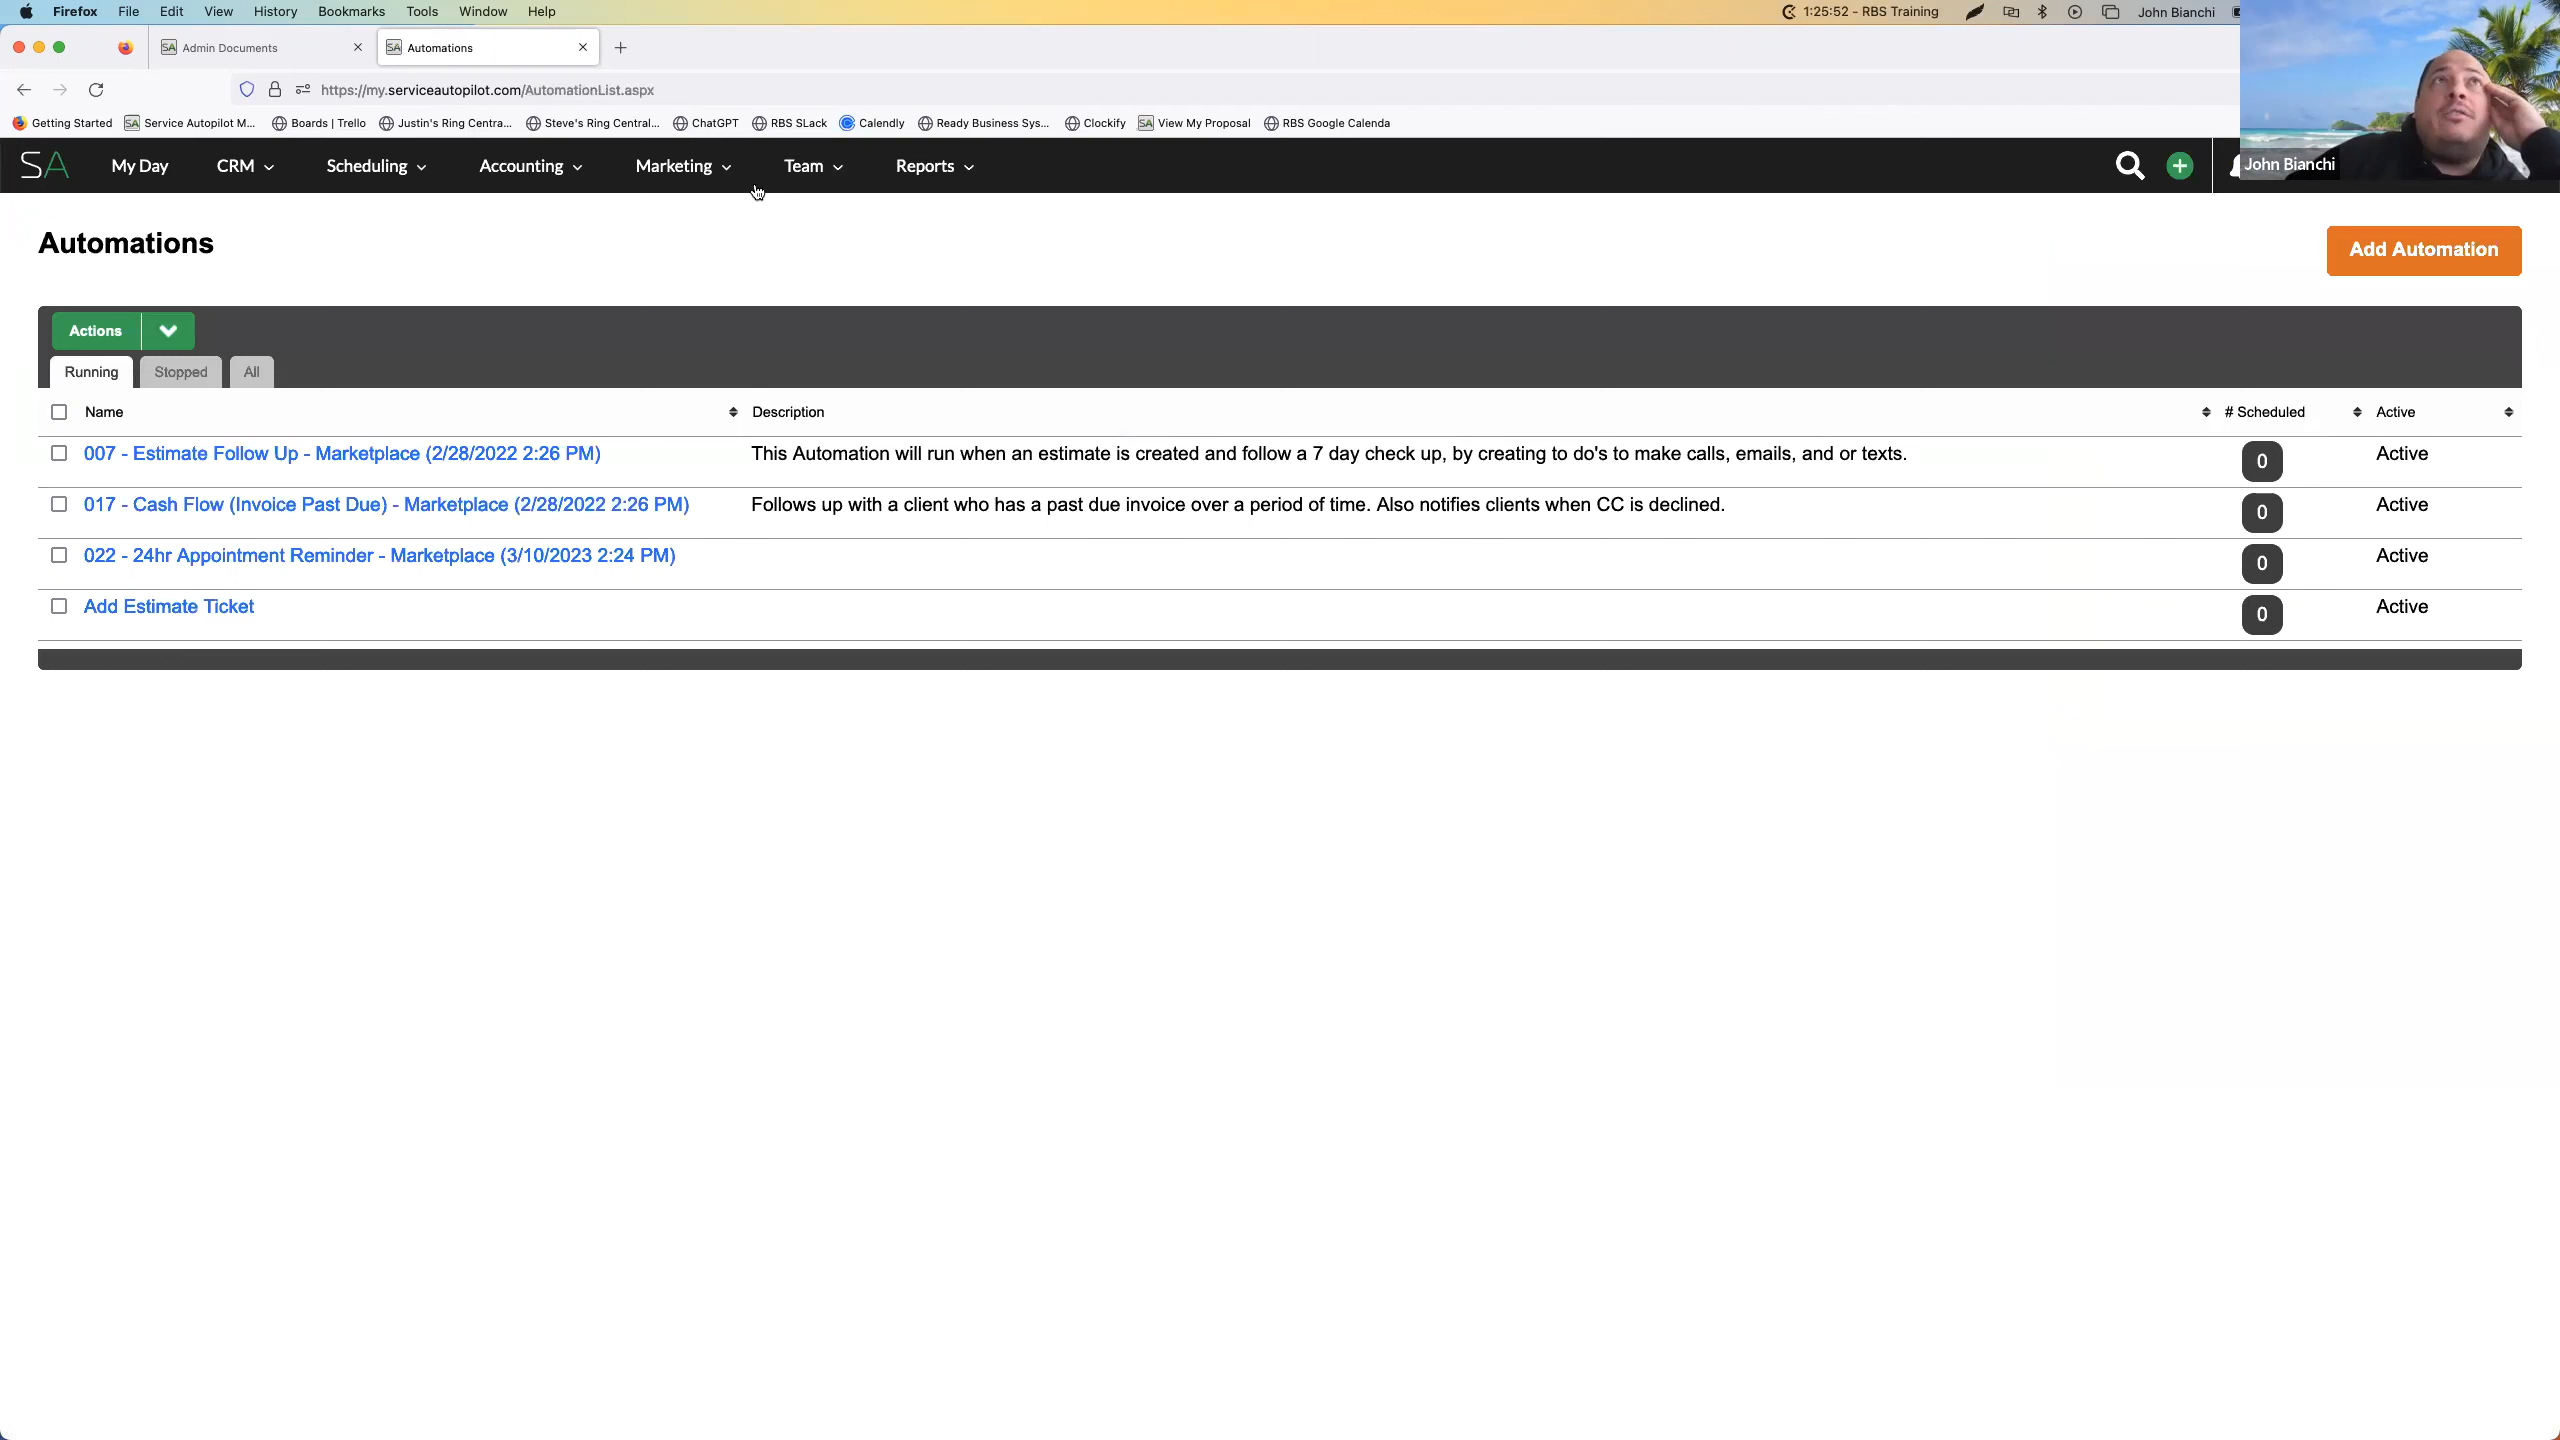 Firefox File Edit View History Bookmarks Tools Window Help 1:25:52 - RBS Training John Bianchi
SA Admin Documents SA Automations
https://my.serviceautopilot.com/AutomationList.aspx
Getting Started SA Service Autopilot M... Boards | Trello Justin's Ring Centra... Steve's Ring Central... ChatGPT RBS SLack Calendly Ready Business Sys... Clockify SA View My Proposal RBS Google Calenda
SA My Day CRM Scheduling Accounting Marketing Team Reports John Bianchi
Automations Add Automation
Actions
Running Stopped All
Name Description # Scheduled Active
007 - Estimate Follow Up - Marketplace (2/28/2022 2:26 PM) This Automation will run when an estimate is created and follow a 7 day check up, by creating to do's to make calls, emails, and or texts. 0 Active
017 - Cash Flow (Invoice Past Due) - Marketplace (2/28/2022 2:26 PM) Follows up with a client who has a past due invoice over a period of time. Also notifies clients when CC is declined. 0 Active
022 - 24hr Appointment Reminder - Marketplace (3/10/2023 2:24 PM) 0 Active
Add Estimate Ticket 0 Active